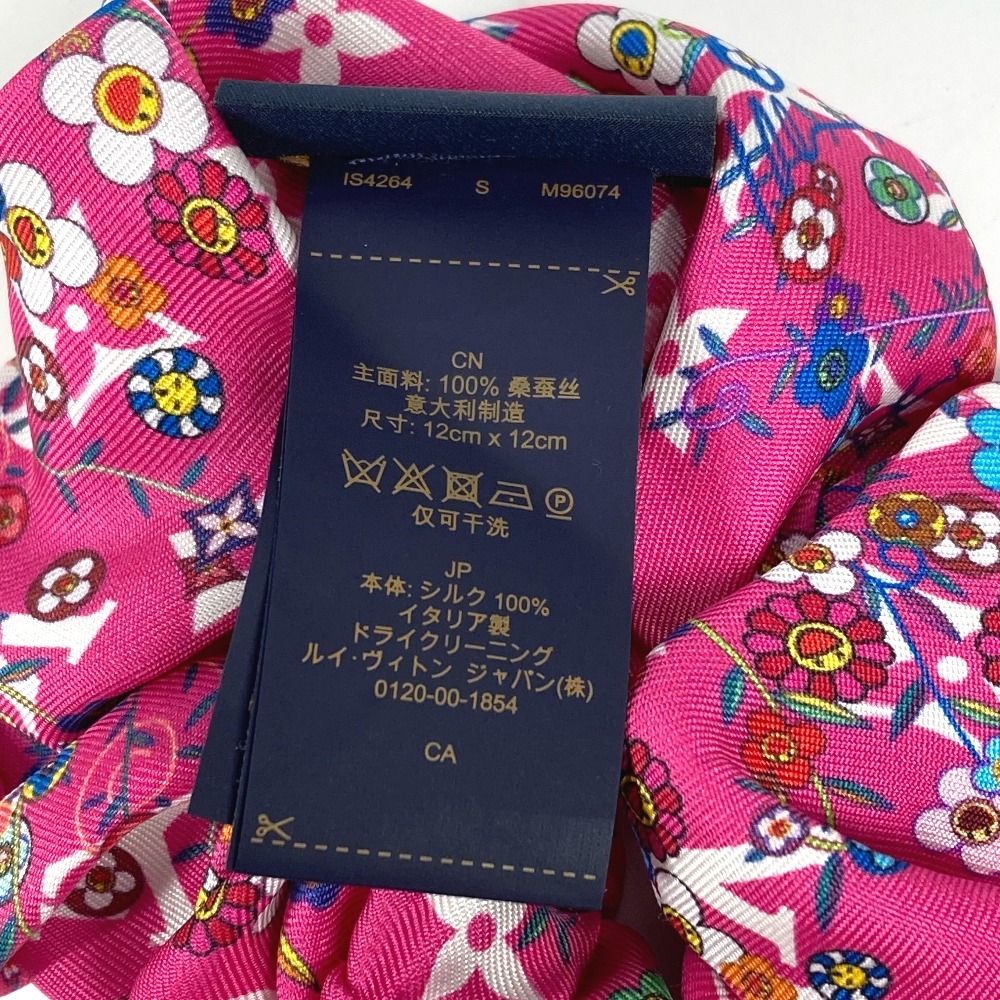 IS4264 S M96074
CN
主面料: 100% 桑蚕丝
意大利制造
尺寸: 12cm x 12cm
P
仅可干洗
JP
本体: シルク 100%
イタリア製
ドライクリーニング
ルイ·ヴィトン ジャパン(株)
0120-00-1854
CA